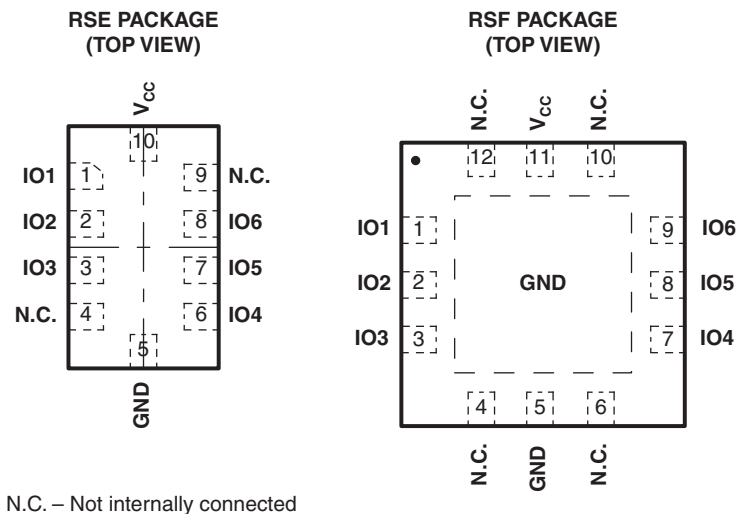 RSE PACKAGE
(TOP VIEW)
VCC
10
IO1 1 9 N.C.
IO2 2 8 IO6
IO3 3 7 IO5
N.C. 4 6 IO4
5
GND
RSF PACKAGE
(TOP VIEW)
N.C. VCC N.C.
12 11 10
IO1 1 9 IO6
IO2 2 GND 8 IO5
IO3 3 7 IO4
4 5 6
N.C. GND N.C.
N.C. – Not internally connected